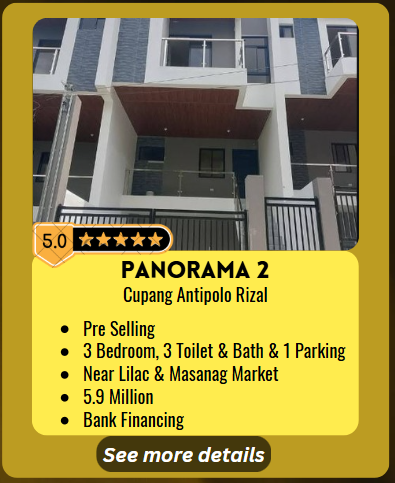 5.0
PANORAMA 2
Cupang Antipolo Rizal
• Pre Selling
• 3 Bedroom, 3 Toilet & Bath & 1 Parking
• Near Lilac & Masanag Market
• 5.9 Million
• Bank Financing
See more details